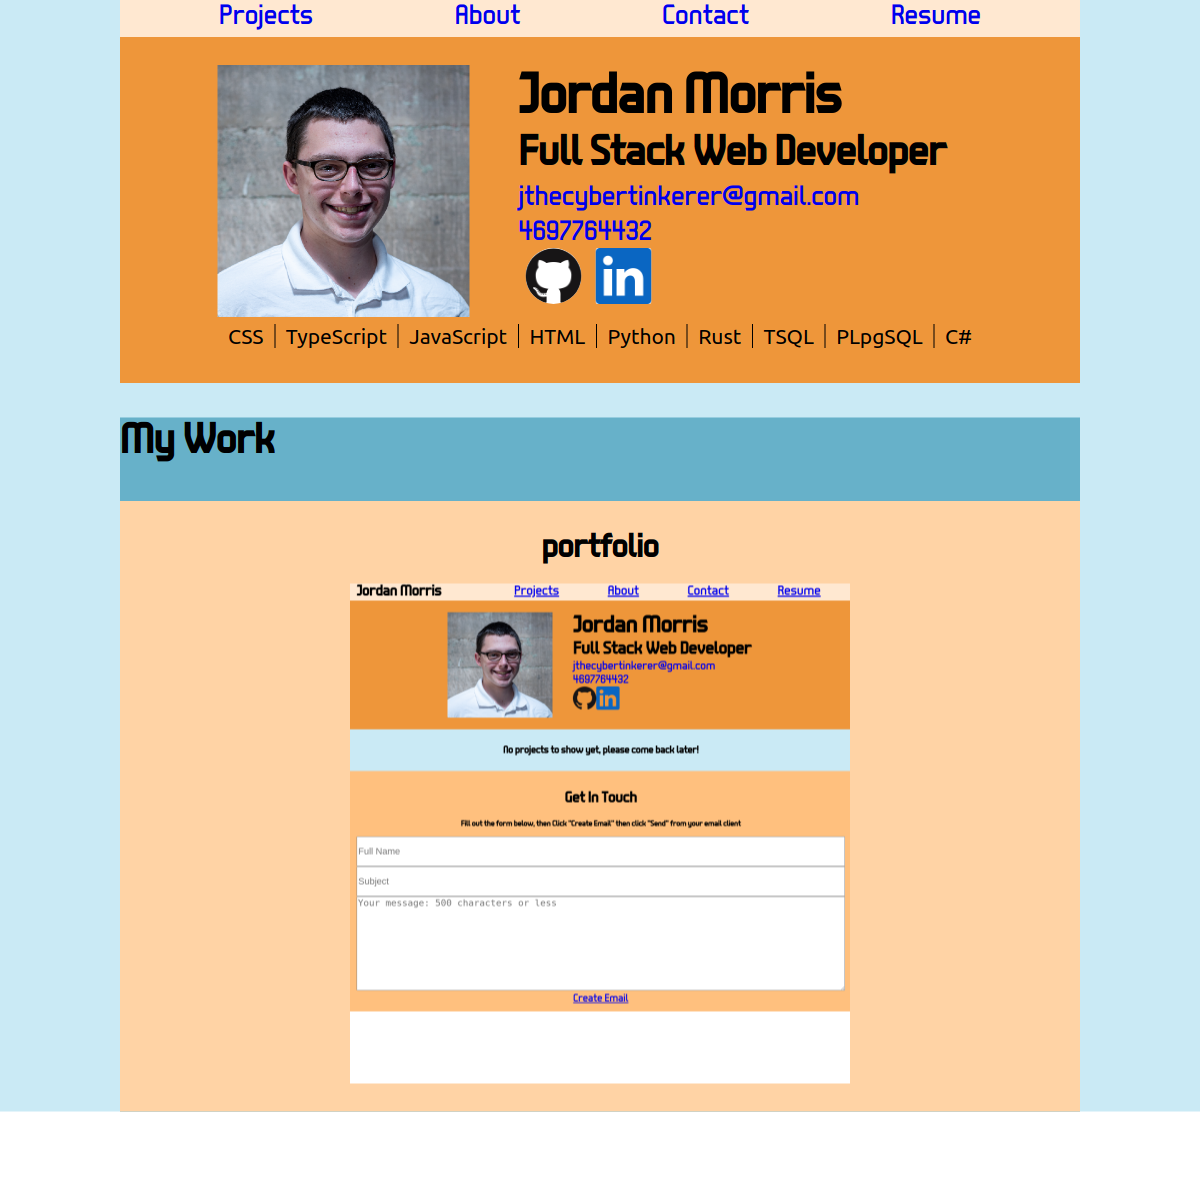 Projects About Contact Resume
Jordan Morris
Full Stack Web Developer
jthecybertinkerer@gmail.com
4697764432
in
CSS TypeScript JavaScript HTML Python Rust TSQL PLpgSQL C#
My Work
portfolio
Jordan Morris Projects About Contact Resume
Jordan Morris
Full Stack Web Developer
jthecybertinkerer@gmail.com
4697764432
in
No projects to show yet, please come back later!
Get In Touch
Fill out the form below, then Click "Create Email" then click "Send" from your email client
Full Name
Subject
Your message: 500 characters or less
Create Email